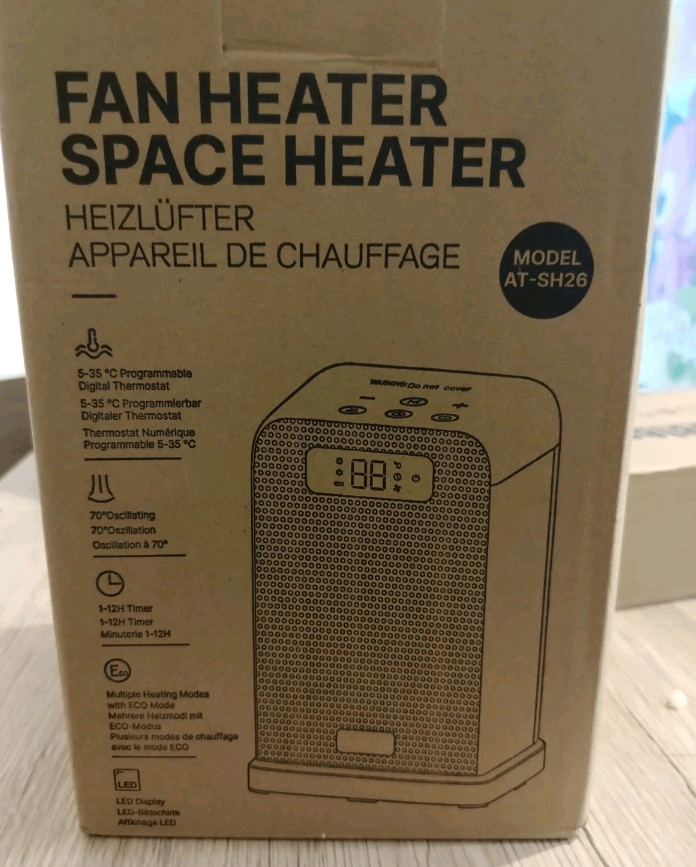 FAN HEATER
SPACE HEATER
HEIZLÜFTER
APPAREIL DE CHAUFFAGE
MODEL
AT-SH26
5-35 °C Programmable
Digital Thermostat
5-35 °C Programmierbar
Digitaler Thermostat
Thermostat Numérique
Programmable 5-35 °C
WARNING: Do not cover
88
°C
70°Oscillating
70°Oszillation
Oscillation à 70°
1-12H Timer
1-12H Timer
Minuterie 1-12H
Eco
Multiple Heating Modes
with ECO Mode
Mehrere Heizmodi mit
ECO-Modus
Plusieurs modes de chauffage
avec le mode ECO
LED
LED Display
LED-Bildschirm
Affichage LED